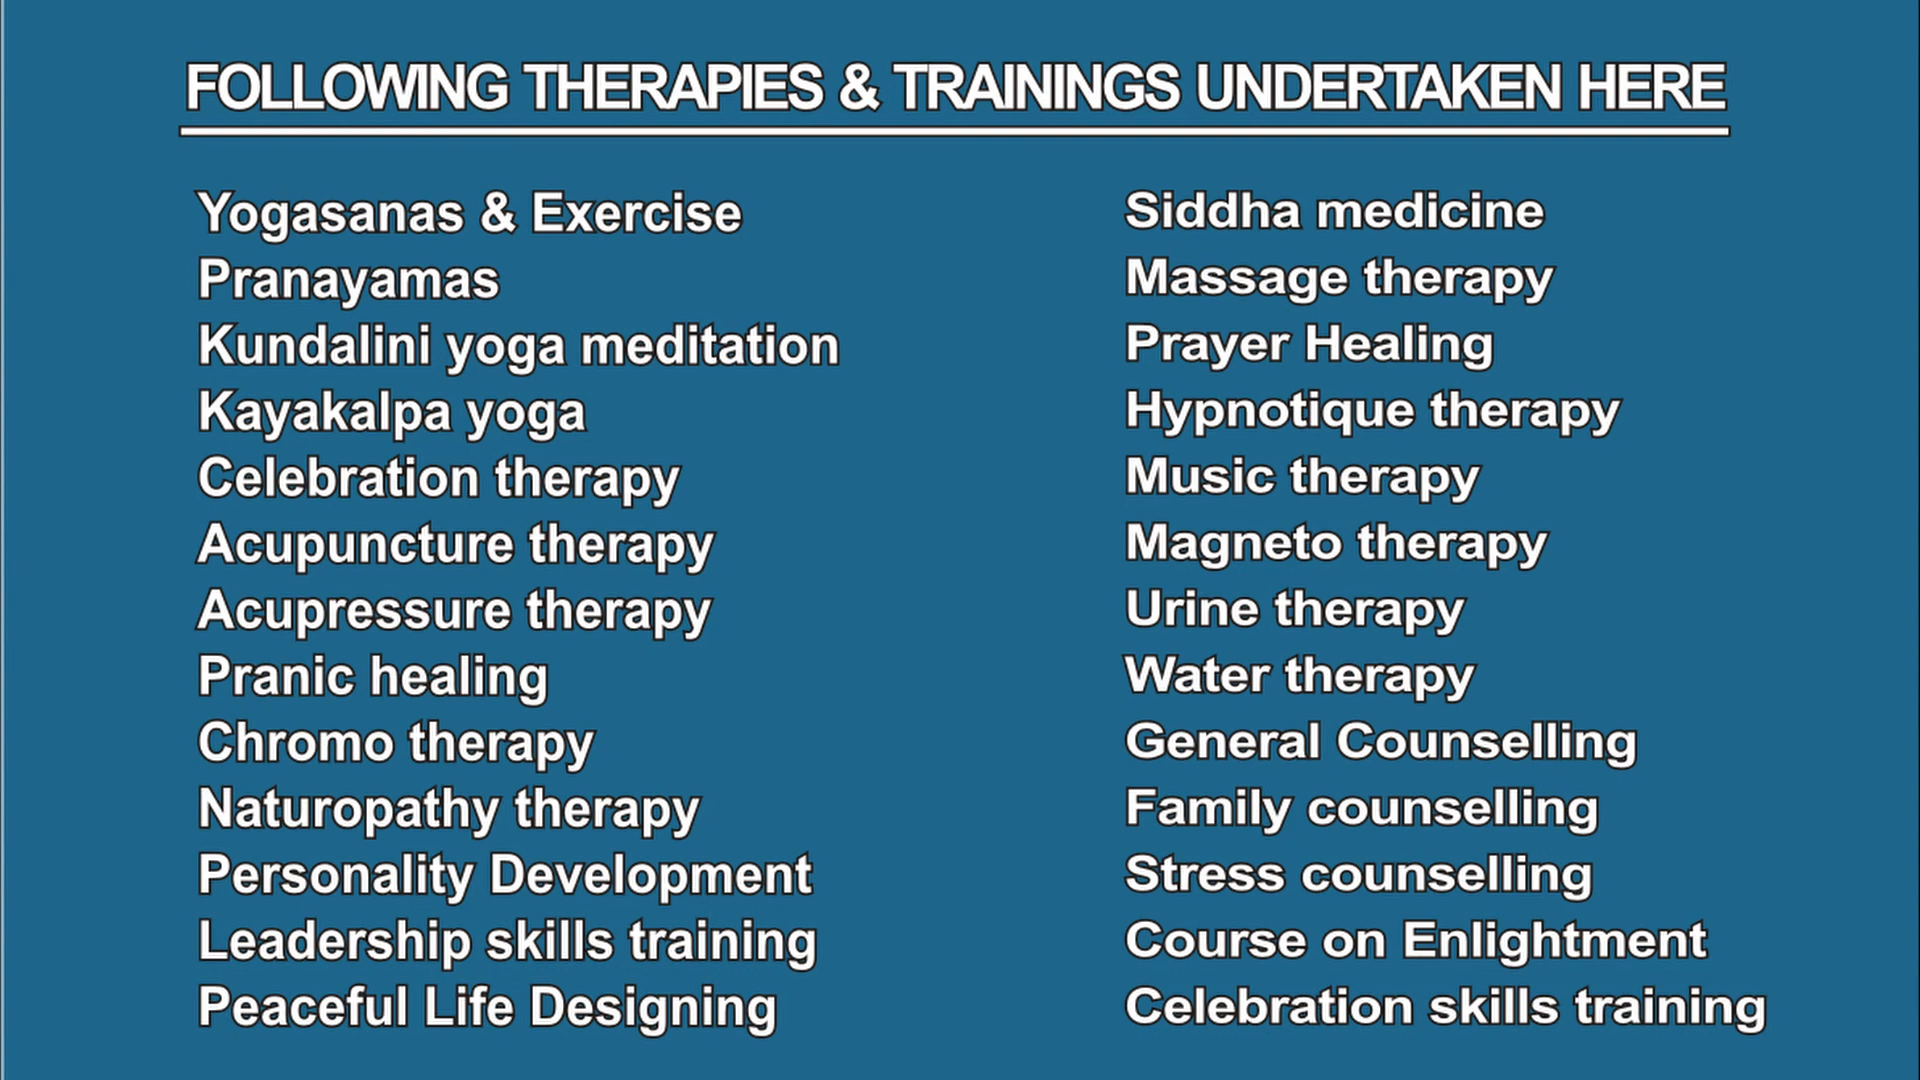 FOLLOWING THERAPIES & TRAININGS UNDERTAKEN HERE
Yogasanas & Exercise
Pranayamas
Kundalini yoga meditation
Kayakalpa yoga
Celebration therapy
Acupuncture therapy
Acupressure therapy
Pranic healing
Chromo therapy
Naturopathy therapy
Personality Development
Leadership skills training
Peaceful Life Designing
Siddha medicine
Massage therapy
Prayer Healing
Hypnotique therapy
Music therapy
Magneto therapy
Urine therapy
Water therapy
General Counselling
Family counselling
Stress counselling
Course on Enlightment
Celebration skills training